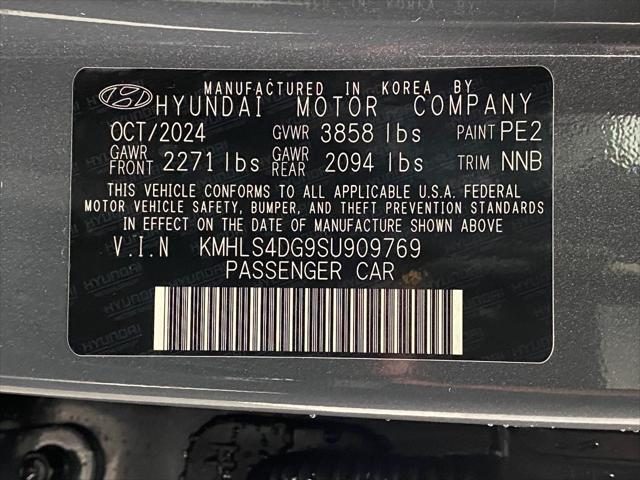 MANUFACTURED IN KOREA BY
HYUNDAI MOTOR COMPANY
OCT/2024 GVWR 3858 lbs PAINT PE2
GAWR FRONT 2271 lbs GAWR REAR 2094 lbs TRIM NNB
THIS VEHICLE CONFORMS TO ALL APPLICABLE U.S.A. FEDERAL
MOTOR VEHICLE SAFETY, BUMPER, AND THEFT PREVENTION STANDARDS
IN EFFECT ON THE DATE OF MANUFACTURE SHOWN ABOVE
V.I.N KMHLS4DG9SU909769
PASSENGER CAR